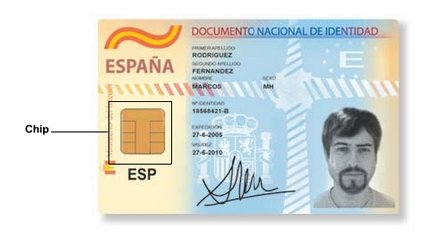 DOCUMENTO NACIONAL DE IDENTIDAD
ESPAÑA
PRIMER APELLIDO
RODRIGUEZ
SEGUNDO APELLIDO
FERNANDEZ
NOMBRE SEXO
MARCOS MH
E
Nº IDENTIDAD
18568421-B
EXPEDICIÓN
27-6-2005
VALIDEZ
27-6-2010
Chip
ESP